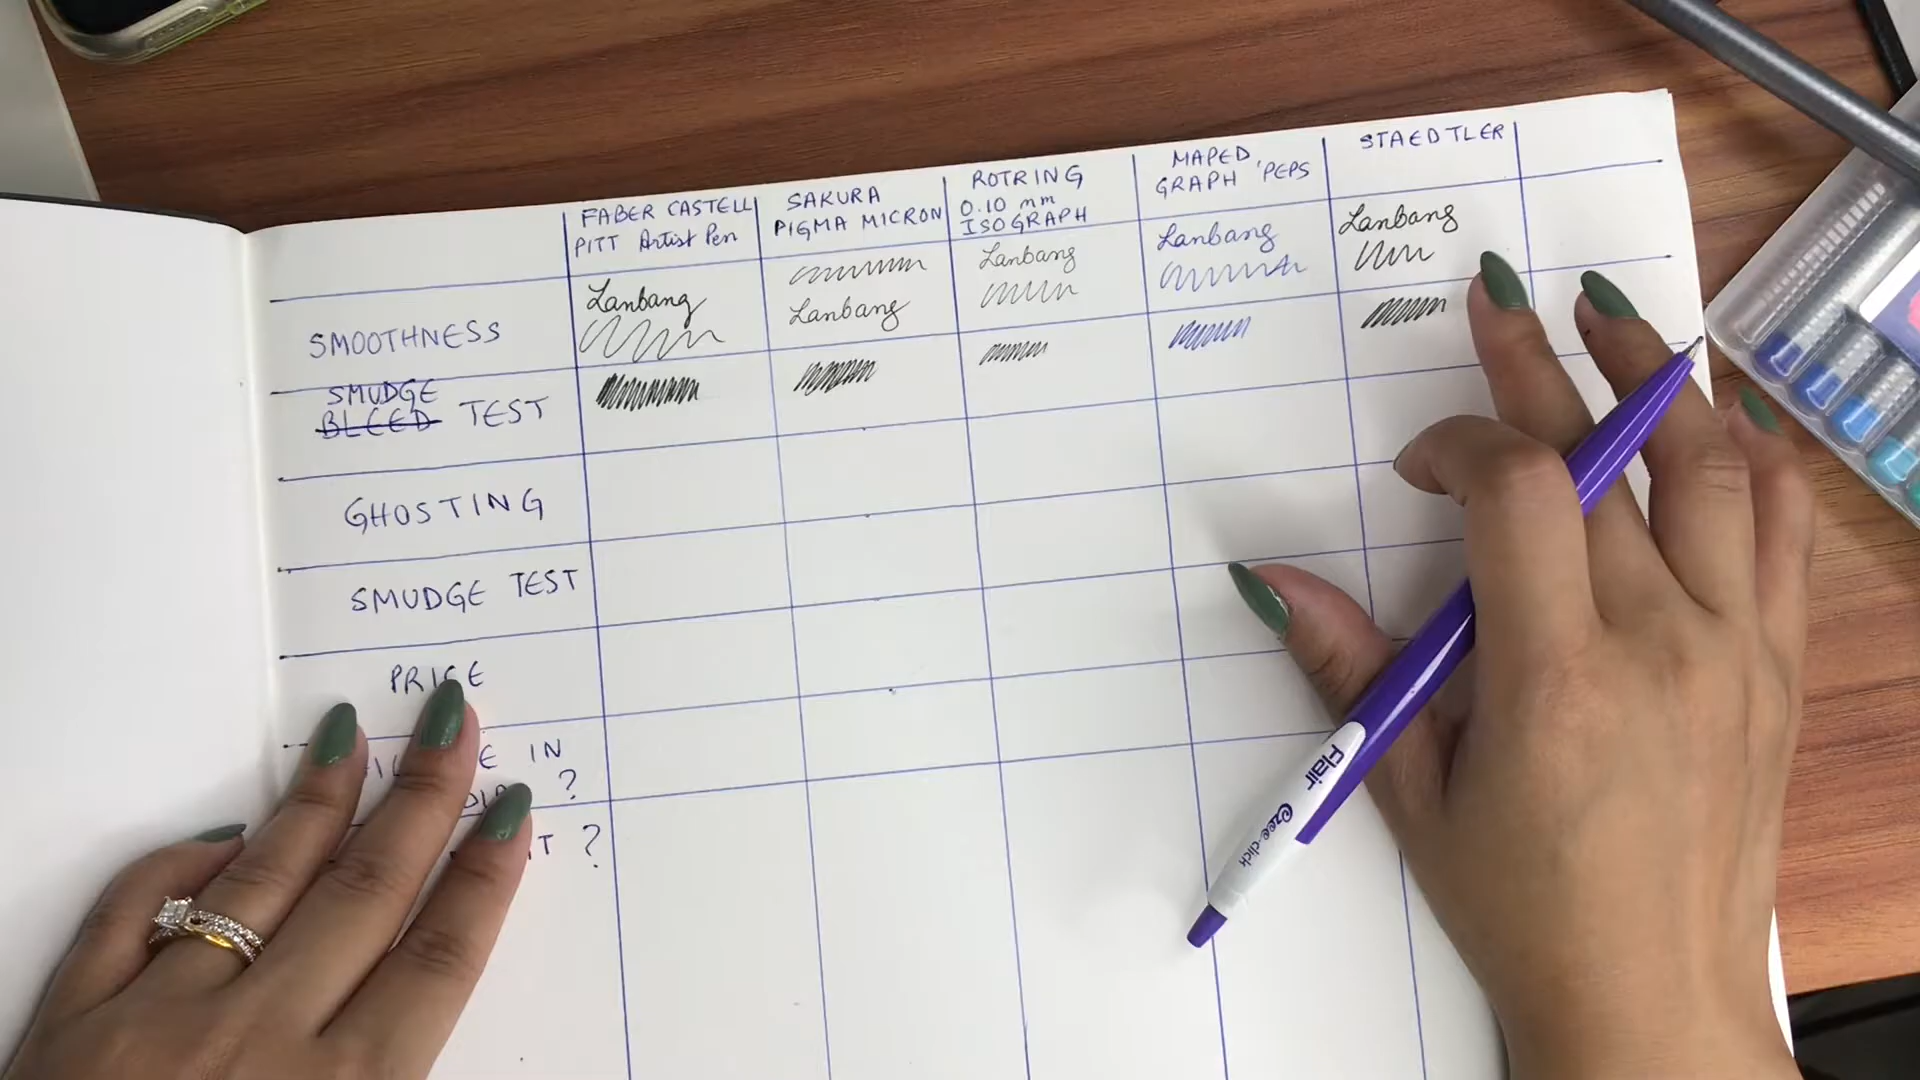 FABER CASTELL
PITT Artist Pen
SAKURA
PIGMA MICRON
ROTRING
0.10 mm
ISOGRAPH
MAPED
GRAPH 'PEPS
STAEDTLER
SMOOTHNESS
Lanbang
Lanbang
Lanbang
Lanbang
Lanbang
SMUDGE
BLEED TEST
GHOSTING
SMUDGE TEST
PRICE
IN
?
?
Flair
Ezee-click